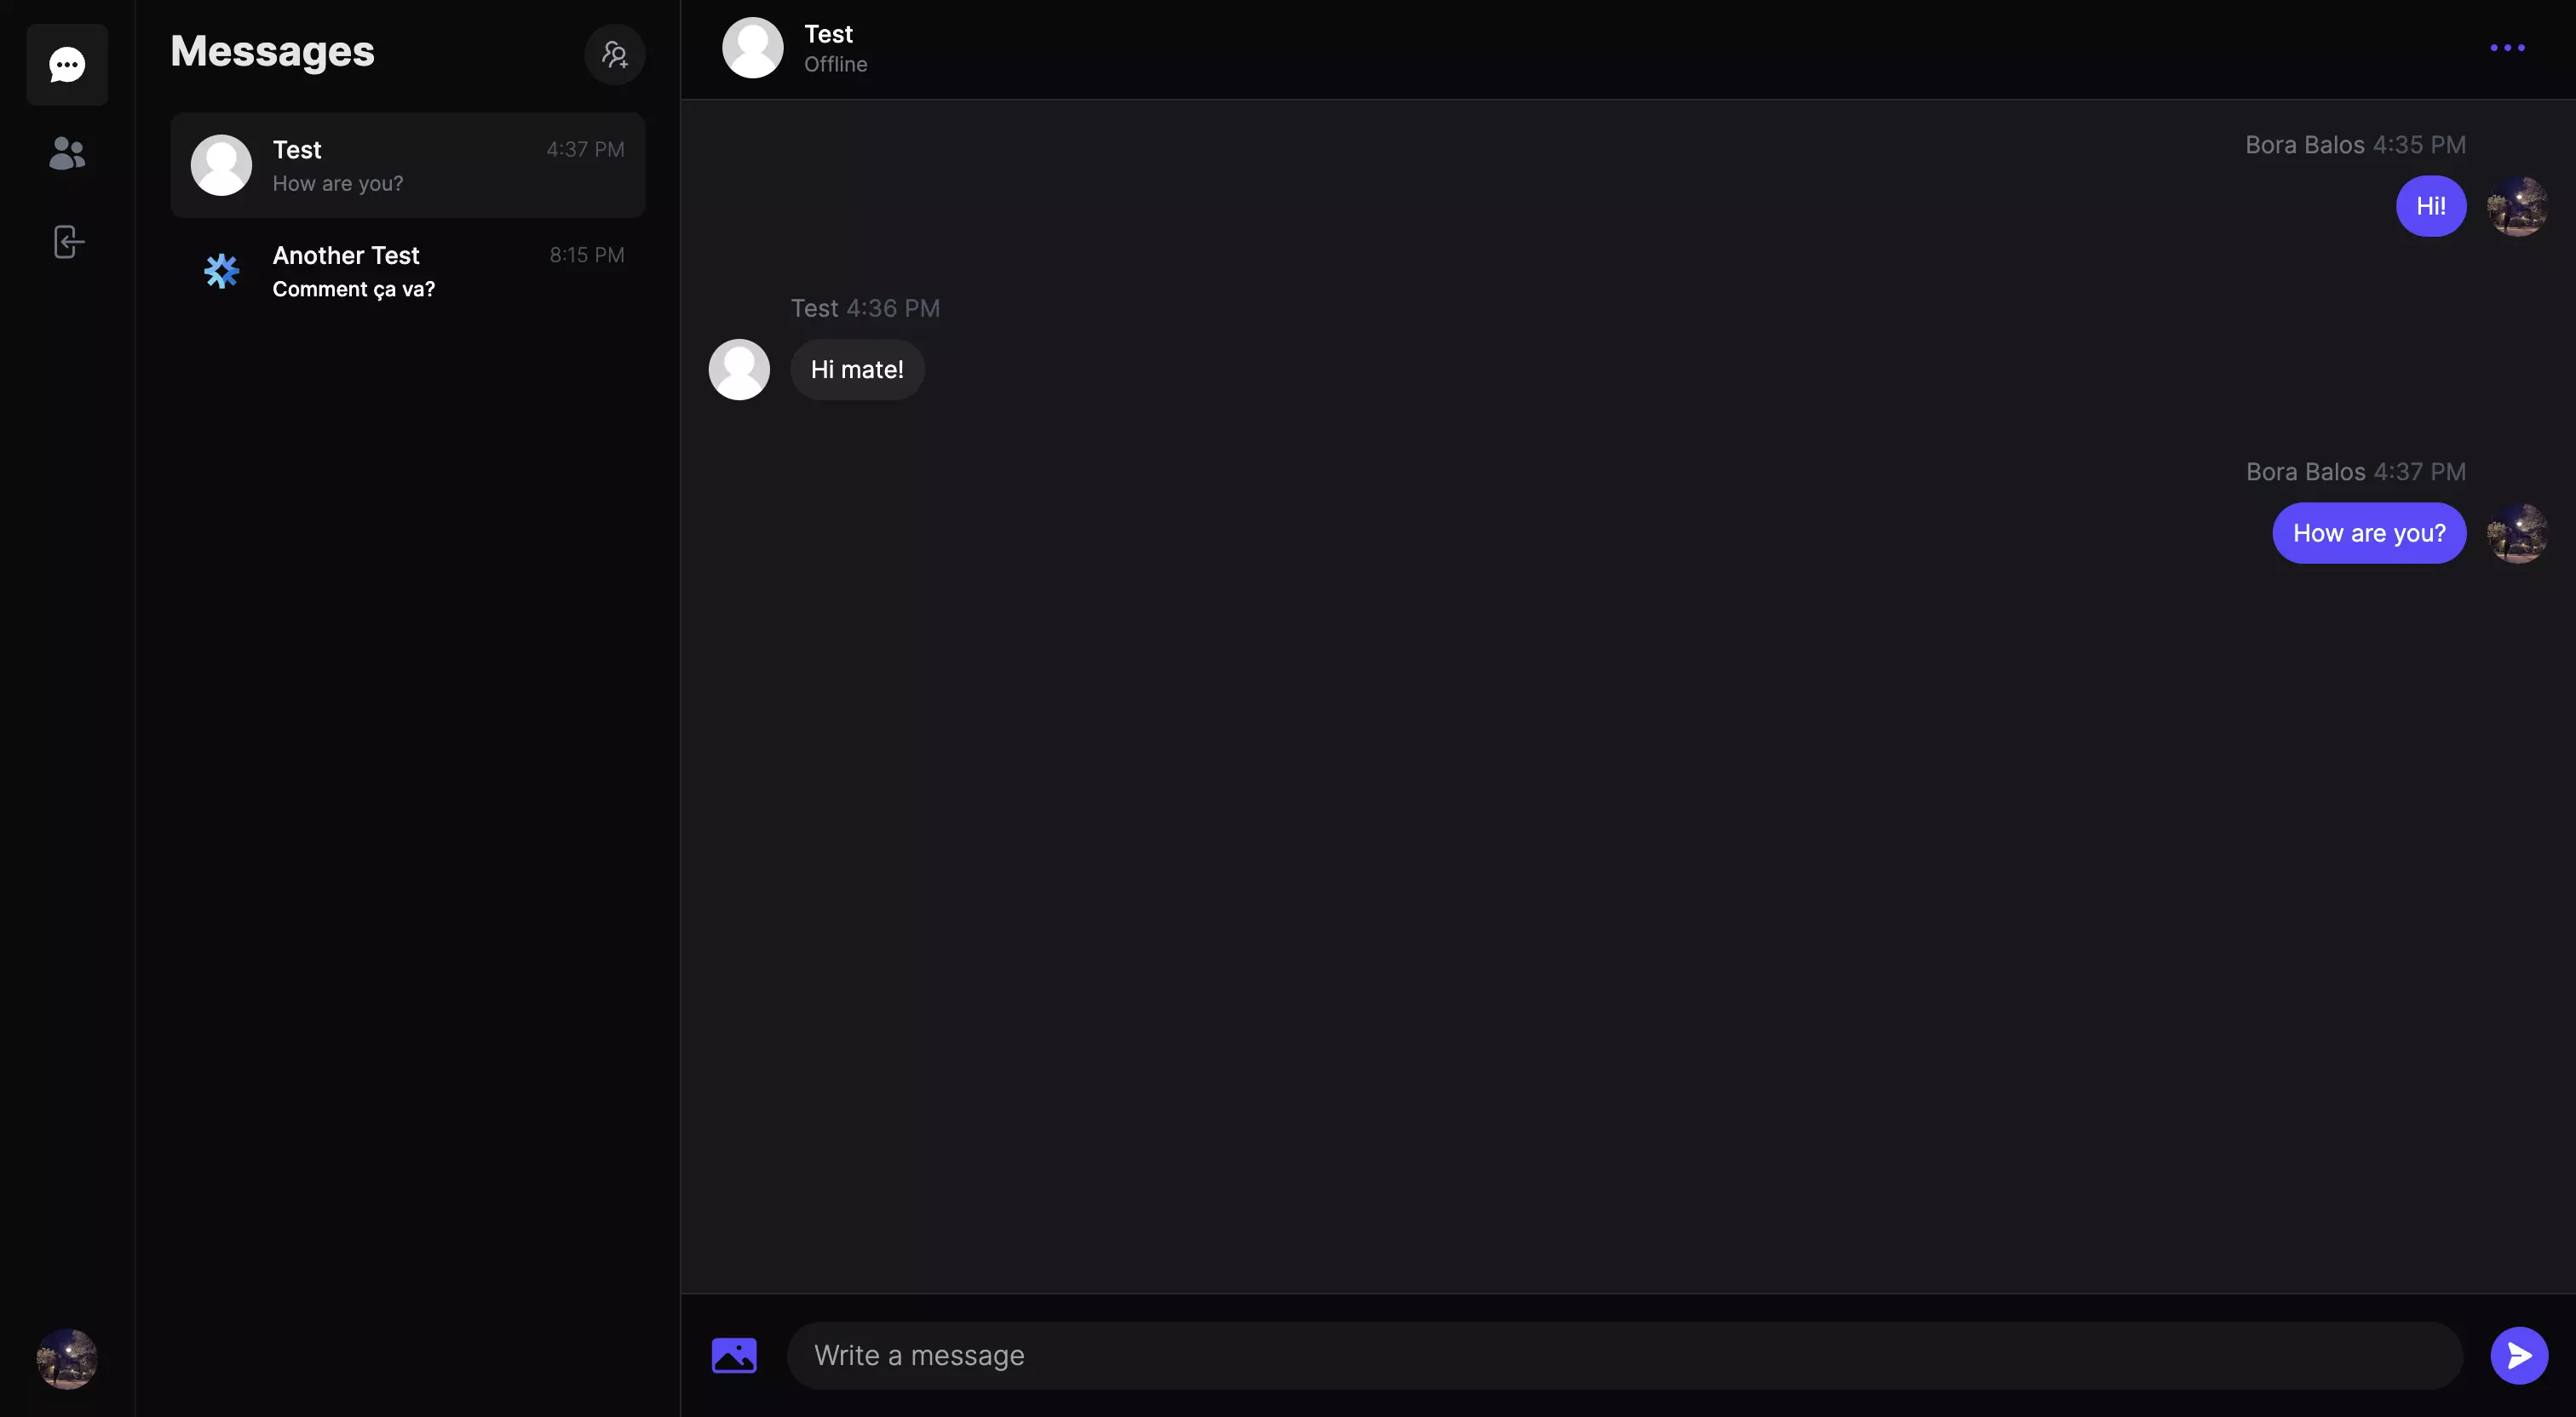 Messages
Test 4:37 PM
How are you?
Another Test 8:15 PM
Comment ça va?
Test
Offline
Bora Balos 4:35 PM
Hi!
Test 4:36 PM
Hi mate!
Bora Balos 4:37 PM
How are you?
Write a message